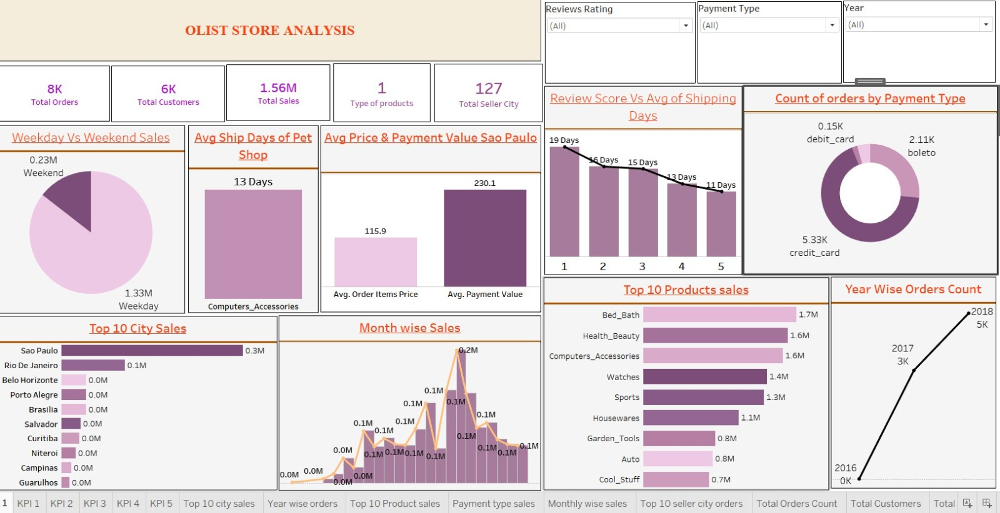 OLIST STORE ANALYSIS
Reviews Rating
(All)
Payment Type
(All)
Year
(All)
8K
Total Orders
6K
Total Customers
1.56M
Total Sales
1
Type of products
127
Total Seller City
Weekday Vs Weekend Sales
0.23M
Weekend
1.33M
Weekday
Avg Ship Days of Pet
Shop
13 Days
Computers_Accessories
Avg Price & Payment Value Sao Paulo
115.9
230.1
Avg. Order Items Price
Avg. Payment Value
Review Score Vs Avg of Shipping
Days
19 Days
16 Days
15 Days
13 Days
11 Days
1
2
3
4
5
Count of orders by Payment Type
0.15K
debit_card
2.11K
boleto
5.33K
credit_card
Top 10 City Sales
Sao Paulo 0.3M
Rio De Janeiro 0.1M
Belo Horizonte 0.0M
Porto Alegre 0.0M
Brasilia 0.0M
Salvador 0.0M
Curitiba 0.0M
Niteroi 0.0M
Campinas 0.0M
Guarulhos 0.0M
Month wise Sales
0.0M
0.0M
0.0M
0.0M
0.0M
0.1M
0.1M
0.1M
0.1M
0.1M
0.1M
0.1M
0.1M
0.1M
0.2M
0.1M
0.1M
0.1M
0.1M
0.1M
0.1M
Top 10 Products sales
Bed_Bath 1.7M
Health_Beauty 1.6M
Computers_Accessories 1.6M
Watches 1.4M
Sports 1.3M
Housewares 1.1M
Garden_Tools 0.8M
Auto 0.8M
Cool_Stuff 0.7M
Year Wise Orders Count
2018
5K
2017
3K
2016
0K
1
KPI 1
KPI 2
KPI 3
KPI 4
KPI 5
Top 10 city sales
Year wise orders
Top 10 Product sales
Payment type sales
Monthly wise sales
Top 10 seller city orders
Total Orders Count
Total Customers
Total